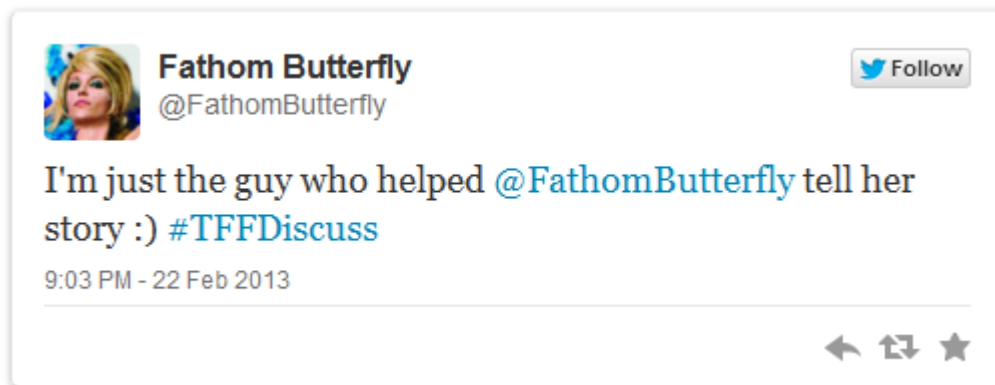 Fathom Butterfly
Follow
@FathomButterfly
I'm just the guy who helped @FathomButterfly tell her
story :) #TFFDiscuss
9:03 PM - 22 Feb 2013